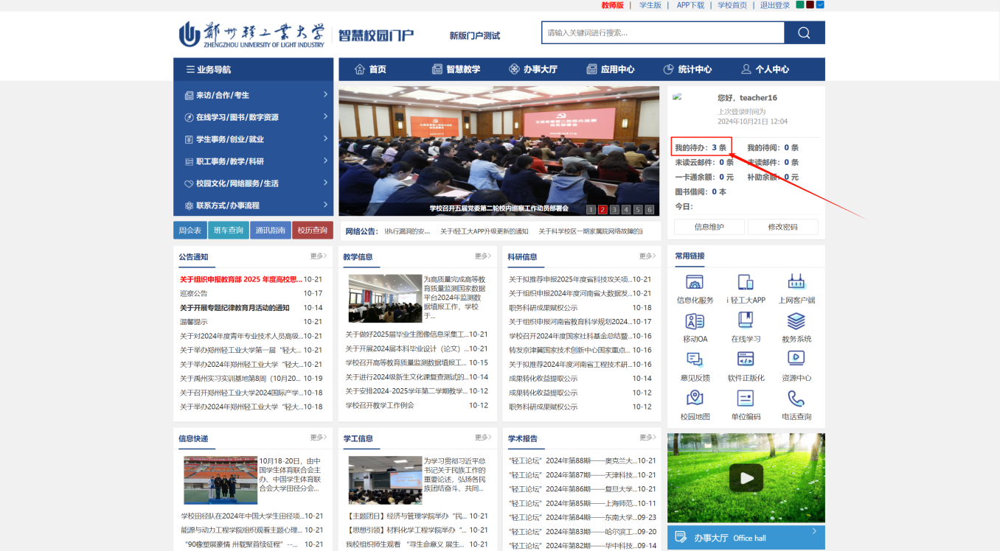 教师版 | 学生版 | APP下载 | 学校首页 | 退出登录
郑州轻工业大学
ZHENGZHOU UNIVERSITY OF LIGHT INDUSTRY
智慧校园门户
新版门户测试
请输入关键词进行搜索...
业务导航
首页
智慧教学
办事大厅
应用中心
统计中心
个人中心
来访/合作/考生
在线学习/图书/数字资源
学生事务/创业/就业
职工事务/教学/科研
校园文化/网络服务/生活
联系方式/办事流程
学校召开五届党委第二轮校内巡察工作动员部署会
1 2 3 4 5 6
您好，teacher16
上次登录时间为
2024年10月21日 12:04
我的待办：3 条
我的待阅：0 条
未读云邮件：0 条
未读邮件：0 条
一卡通余额：0 元
补助余额：0 元
图书借阅：0 本
今日：
信息维护
修改密码
周会表
班车查询
通讯指南
校历查询
网络公告：
执行漏洞的安...
关于i轻工大APP升级更新的通知
关于科学校区一期家属院网络故障的
公告通知
更多
关于组织申报教育部 2025 年度高校思... 10-21
巡察公告 10-17
关于开展专题纪律教育月活动的通知 10-14
温馨提示 10-21
关于对2024年度青年专业技术人员高级... 10-21
关于举办郑州轻工业大学第一届“轻大... 10-21
关于举办2024年郑州轻工业大学“轻大... 10-21
关于禹州实习实训基地第8周（10月20... 10-19
关于召开郑州轻工业大学2024国际产学... 10-18
关于举办2024年郑州轻工业大学“轻大... 10-18
教学信息
更多
为高质量完成高等教
育质量监测国家数据
平台2024年监测数
据填报工作，学校
于...
关于做好2025届毕业生图像信息采集工... 10-21
关于开展2024届本科毕业设计（论文）... 10-21
学校召开高等教育质量监测数据填报工... 10-15
关于进行2024级新生文化课复查测试的... 10-14
关于安排2024-2025学年第二学期教学... 10-12
学校召开教学工作例会 10-12
科研信息
更多
关于拟推荐申报2025年度省科技攻关项... 10-21
关于组织申报2024年度河南省大数据发... 10-21
职务科研成果赋权公示 10-18
关于组织申报河南省教育科学规划2024... 10-17
学校召开2024年度国家社科基金总结暨... 10-16
转发京津冀国家技术创新中心国家重点... 10-16
关于拟推荐2024年度河南省工程技术研... 10-16
成果转化收益提取公示 10-14
成果转化收益提取公示 10-12
职务科研成果赋权公示 10-12
常用链接
信息化服务
i 轻工大APP
上网客户端
移动OA
在线学习
教务系统
意见反馈
软件正版化
资源中心
校园地图
单位编码
电话查询
信息快递
更多
10月18-20日，由中
国学生体育联合会主
办、中国学生体育联
合会大学田径分会...
学校田径队在2024年中国大学生田径项... 10-21
能源与动力工程学院组织观看主题心理... 10-21
“90橡塑展豪情 卅载聚首续征程”--... 10-21
学工信息
更多
为学习贯彻习近平总
书记关于民族工作的
重要论述，弘扬各民
族团结奋斗、共同...
【主题团日】经济与管理学院举办“民... 10-21
【思想引领】材料化学工程学院举办“... 10-21
我校组织师生观看 “寻生命意义 展生... 10-21
学术报告
更多
“轻工论坛”2024年第88期——奥克兰大... 10-21
“轻工论坛”2024年第87期——天津科技... 10-21
“轻工论坛”2024年第86期——复旦大学... 10-21
“轻工论坛”2024年第85期——上海师范... 10-11
“轻工论坛”2024年第84期——东南大学... 09-23
“轻工论坛”2024年第83期——哈尔滨工... 09-20
“轻工论坛”2024年第82期——华中科技... 09-14
办事大厅 Office hall